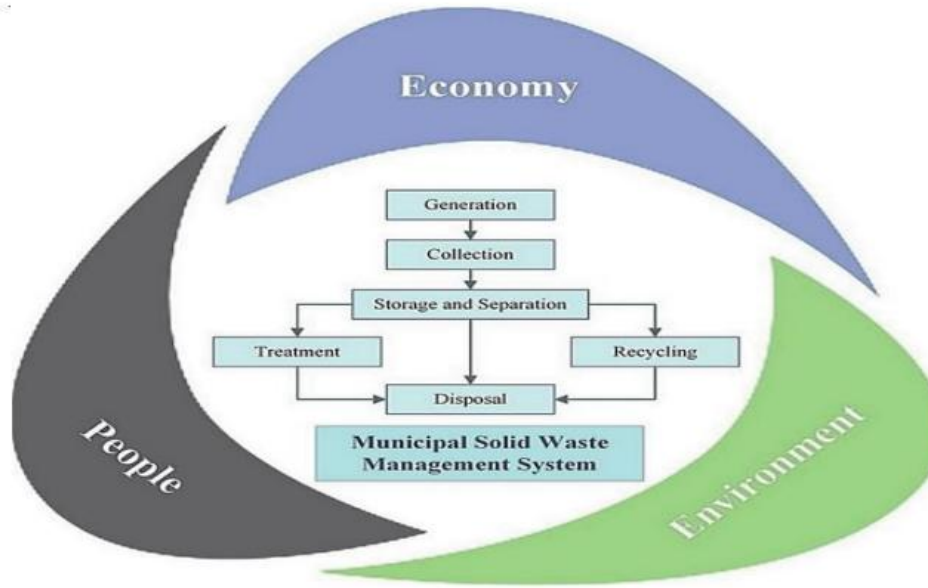 Economy
Generation
Collection
Storage and Separation
Treatment
Recycling
Disposal
Municipal Solid Waste
Management System
People
Environment